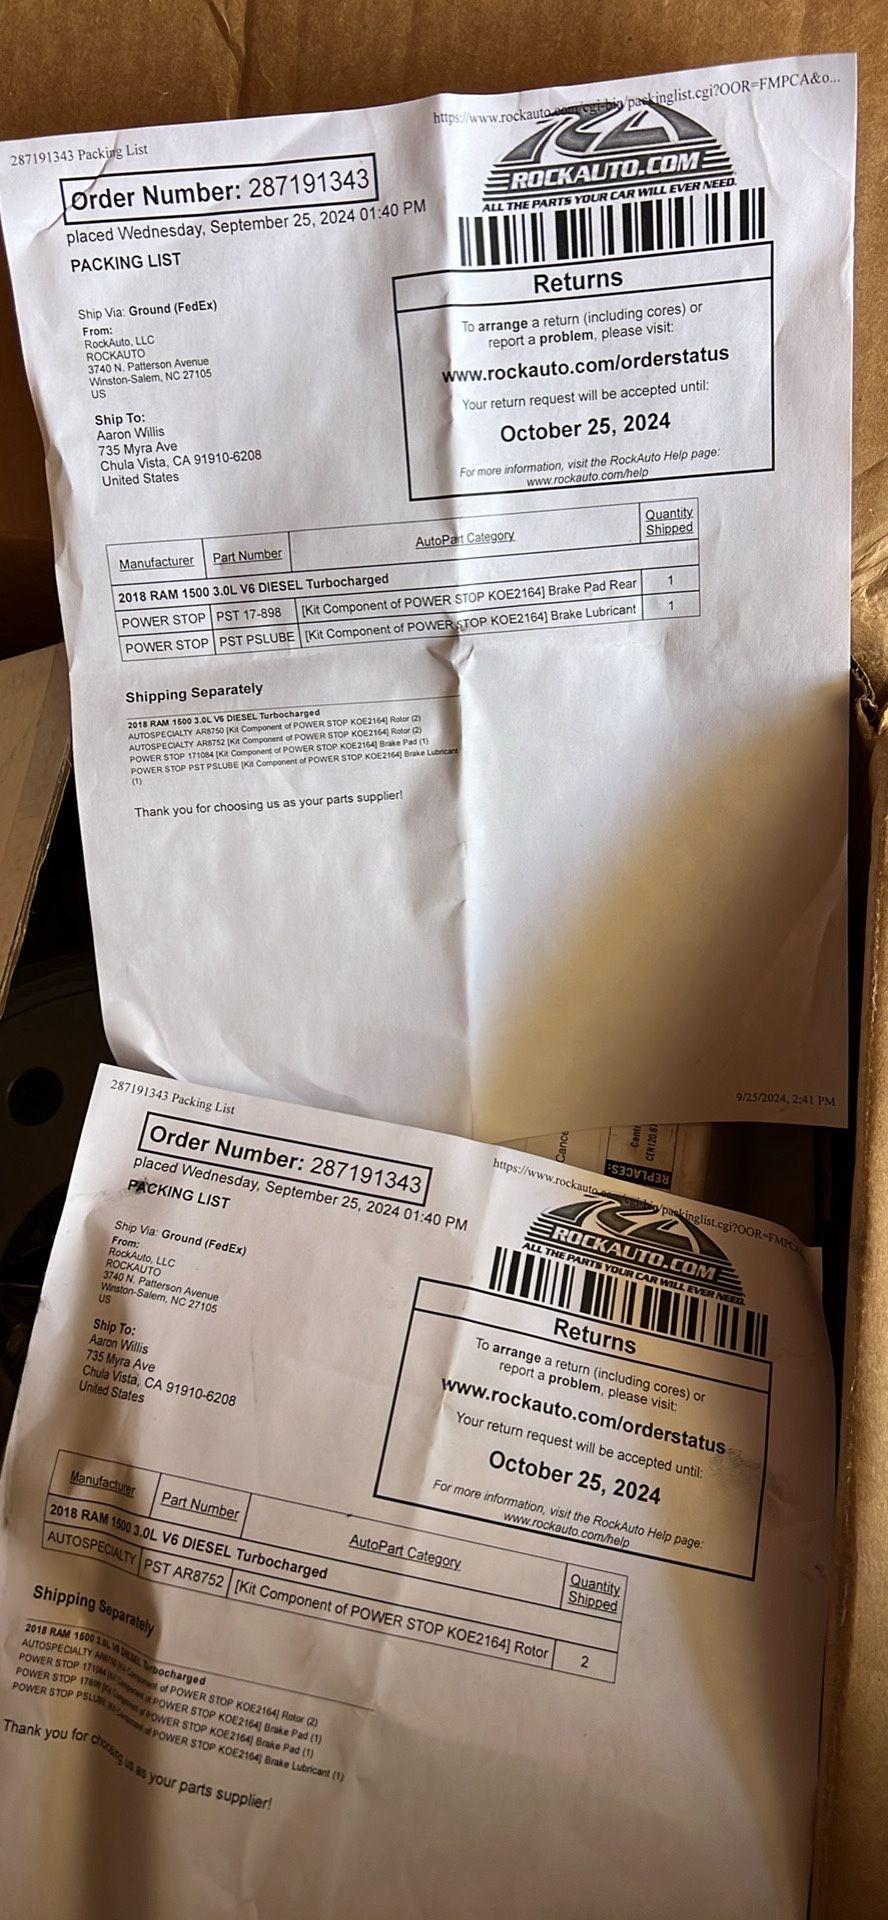 287191343 Packing List
https://www.rockauto.com/cgi-bin/packinglist.cgi?OOR=FMPCA&o...
Order Number: 287191343
placed Wednesday, September 25, 2024 01:40 PM
PACKING LIST
ROCKAUTO.COM
ALL THE PARTS YOUR CAR WILL EVER NEED.
Ship Via: Ground (FedEx)
From:
RockAuto, LLC
ROCKAUTO
3740 N. Patterson Avenue
Winston-Salem, NC 27105
US
Ship To:
Aaron Willis
735 Myra Ave
Chula Vista, CA 91910-6208
United States
Returns
To arrange a return (including cores) or
report a problem, please visit:
www.rockauto.com/orderstatus
Your return request will be accepted until:
October 25, 2024
For more information, visit the RockAuto Help page:
www.rockauto.com/help
Manufacturer Part Number AutoPart Category Quantity Shipped
2018 RAM 1500 3.0L V6 DIESEL Turbocharged
POWER STOP PST 17-898 [Kit Component of POWER STOP KOE2164] Brake Pad Rear 1
POWER STOP PST PSLUBE [Kit Component of POWER STOP KOE2164] Brake Lubricant 1
Shipping Separately
2018 RAM 1500 3.0L V6 DIESEL Turbocharged
AUTOSPECIALTY AR8750 [Kit Component of POWER STOP KOE2164] Rotor (2)
AUTOSPECIALTY AR8752 [Kit Component of POWER STOP KOE2164] Rotor (2)
POWER STOP 171084 [Kit Component of POWER STOP KOE2164] Brake Pad (1)
POWER STOP PST PSLUBE [Kit Component of POWER STOP KOE2164] Brake Lubricant
(1)
Thank you for choosing us as your parts supplier!
9/25/2024, 2:41 PM
REPLACES:
287191343 Packing List
https://www.rockauto.com/cgi-bin/packinglist.cgi?OOR=FMPCA
Order Number: 287191343
placed Wednesday, September 25, 2024 01:40 PM
PACKING LIST
ROCKAUTO.COM
ALL THE PARTS YOUR CAR WILL EVER NEED.
Ship Via: Ground (FedEx)
From:
RockAuto, LLC
ROCKAUTO
3740 N. Patterson Avenue
Winston-Salem, NC 27105
US
Ship To:
Aaron Willis
735 Myra Ave
Chula Vista, CA 91910-6208
United States
Returns
To arrange a return (including cores) or
report a problem, please visit:
www.rockauto.com/orderstatus
Your return request will be accepted until:
October 25, 2024
For more information, visit the RockAuto Help page:
www.rockauto.com/help
Manufacturer Part Number AutoPart Category Quantity Shipped
2018 RAM 1500 3.0L V6 DIESEL Turbocharged
AUTOSPECIALTY PST AR8752 [Kit Component of POWER STOP KOE2164] Rotor 2
Shipping Separately
2018 RAM 1500 3.0L V6 DIESEL Turbocharged
AUTOSPECIALTY [Kit Component of POWER STOP KOE2164] Rotor (2)
POWER STOP [Kit Component of POWER STOP KOE2164] Brake Pad (1)
POWER STOP [Kit Component of POWER STOP KOE2164] Brake Pad (1)
POWER STOP PSLUBE [Kit Component of POWER STOP KOE2164] Brake Lubricant (1)
Thank you for choosing us as your parts supplier!